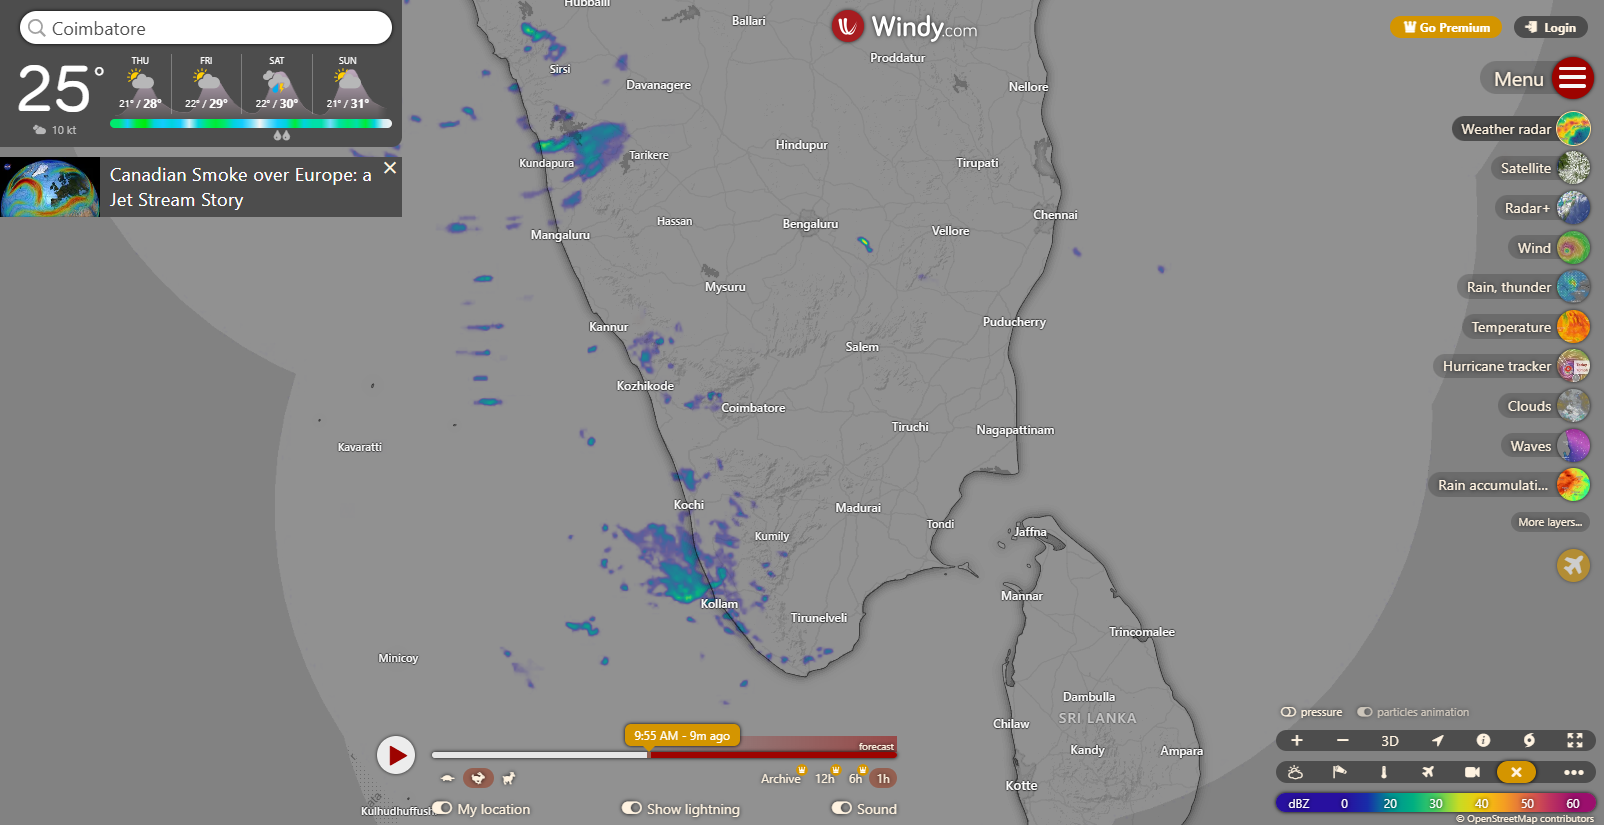 Coimbatore
25°
10 kt
THU
21° / 28°
FRI
22° / 29°
SAT
22° / 30°
SUN
21° / 31°
Canadian Smoke over Europe: a
Jet Stream Story
Windy.com
Go Premium
Login
Menu
Weather radar
Satellite
Radar+
Wind
Rain, thunder
Temperature
Hurricane tracker
Clouds
Waves
Rain accumulati...
More layers...
Hubballi
Ballari
Proddatur
Sirsi
Davanagere
Nellore
Kundapura
Tarikere
Hindupur
Tirupati
Chennai
Hassan
Bengaluru
Vellore
Mangaluru
Mysuru
Kannur
Puducherry
Salem
Kozhikode
Coimbatore
Tiruchi
Nagapattinam
Kavaratti
Kochi
Madurai
Kumily
Tondi
Jaffna
Mannar
Kollam
Tirunelveli
Trincomalee
Minicoy
Dambulla
SRI LANKA
Chilaw
Kandy
Ampara
Kotte
Kulhudhuffush
9:55 AM - 9m ago
forecast
Archive
12h
6h
1h
My location
Show lightning
Sound
pressure
particles animation
+
−
3D
dBZ
0
20
30
40
50
60
© OpenStreetMap contributors